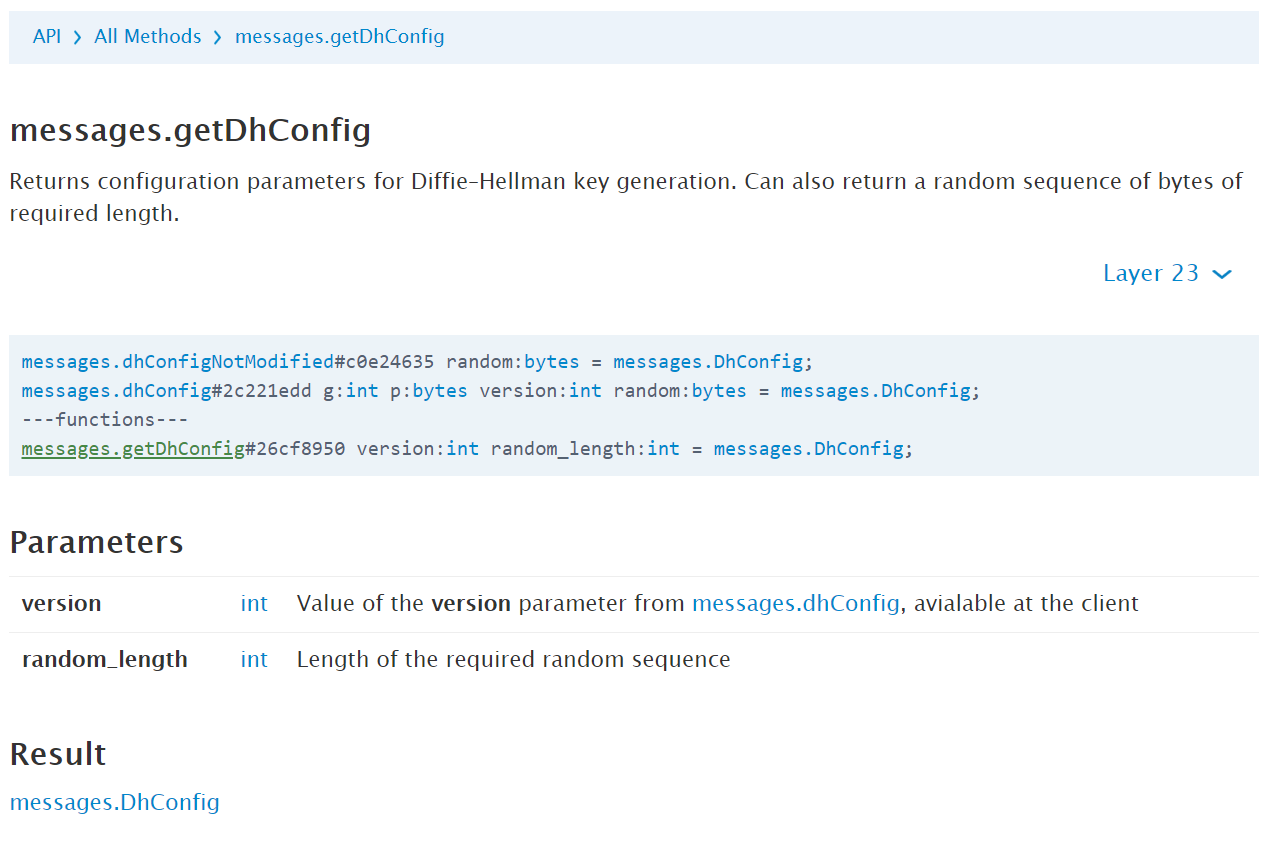 API > All Methods > messages.getDhConfig
messages.getDhConfig
Returns configuration parameters for Diffie-Hellman key generation. Can also return a random sequence of bytes of
required length.
Layer 23
messages.dhConfigNotModified#c0e24635 random:bytes = messages.DhConfig;
messages.dhConfig#2c221edd g:int p:bytes version:int random:bytes = messages.DhConfig;
---functions---
messages.getDhConfig#26cf8950 version:int random_length:int = messages.DhConfig;
Parameters
version int Value of the version parameter from messages.dhConfig, avialable at the client
random_length int Length of the required random sequence
Result
messages.DhConfig